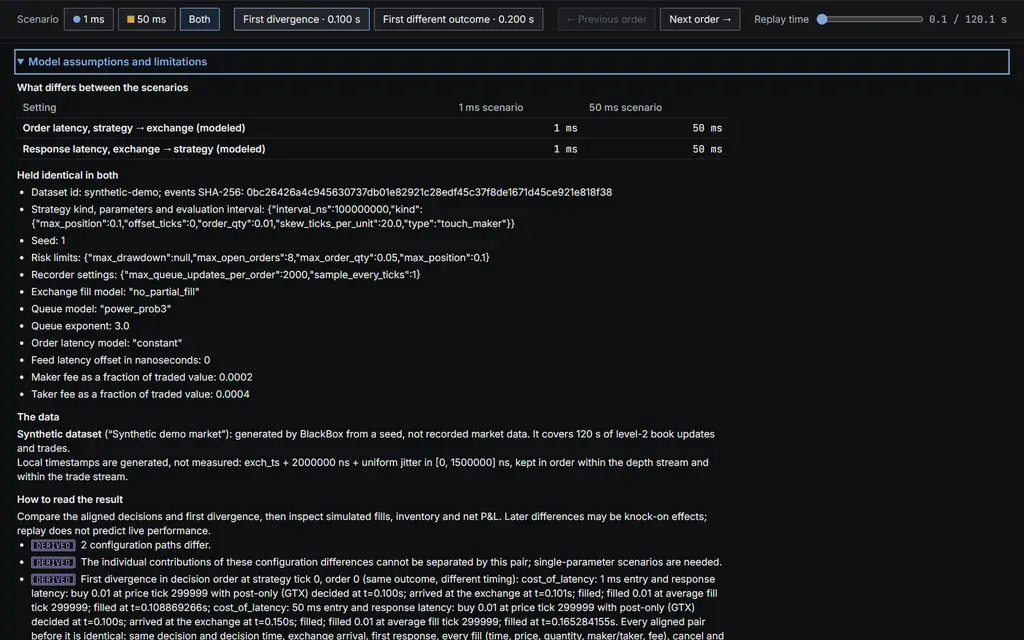 Scenario 1 ms 50 ms Both First divergence · 0.100 s First different outcome · 0.200 s ← Previous order Next order → Replay time 0.1 / 120.1 s
▼ Model assumptions and limitations
What differs between the scenarios
Setting 1 ms scenario 50 ms scenario
Order latency, strategy → exchange (modeled) 1 ms 50 ms
Response latency, exchange → strategy (modeled) 1 ms 50 ms
Held identical in both
• Dataset id: synthetic-demo; events SHA-256: 0bc26426a4c945630737db01e82921c28edf45c37f8de1671d45ce921e818f38
• Strategy kind, parameters and evaluation interval: {"interval_ns":100000000,"kind":
{"max_position":0.1,"offset_ticks":0,"order_qty":0.01,"skew_ticks_per_unit":20.0,"type":"touch_maker"}}
• Seed: 1
• Risk limits: {"max_drawdown":null,"max_open_orders":8,"max_order_qty":0.05,"max_position":0.1}
• Recorder settings: {"max_queue_updates_per_order":2000,"sample_every_ticks":1}
• Exchange fill model: "no_partial_fill"
• Queue model: "power_prob3"
• Queue exponent: 3.0
• Order latency model: "constant"
• Feed latency offset in nanoseconds: 0
• Maker fee as a fraction of traded value: 0.0002
• Taker fee as a fraction of traded value: 0.0004
The data
Synthetic dataset (“Synthetic demo market”): generated by BlackBox from a seed, not recorded market data. It covers 120 s of level-2 book updates
and trades.
Local timestamps are generated, not measured: exch_ts + 2000000 ns + uniform jitter in [0, 1500000] ns, kept in order within the depth stream and
within the trade stream.
How to read the result
Compare the aligned decisions and first divergence, then inspect simulated fills, inventory and net P&L. Later differences may be knock-on effects;
replay does not predict live performance.
• DERIVED 2 configuration paths differ.
• DERIVED The individual contributions of these configuration differences cannot be separated by this pair; single-parameter scenarios are needed.
• DERIVED First divergence in decision order at strategy tick 0, order 0 (same outcome, different timing): cost_of_latency: 1 ms entry and response
latency: buy 0.01 at price tick 299999 with post-only (GTX) decided at t=0.100s; arrived at the exchange at t=0.101s; filled; filled 0.01 at average fill
tick 299999; filled at t=0.108869266s; cost_of_latency: 50 ms entry and response latency: buy 0.01 at price tick 299999 with post-only (GTX)
decided at t=0.100s; arrived at the exchange at t=0.150s; filled; filled 0.01 at average fill tick 299999; filled at t=0.165284155s. Every aligned pair
before it is identical: same decision and decision time, exchange arrival, first response, every fill (time, price, quantity, maker/taker, fee), cancel and